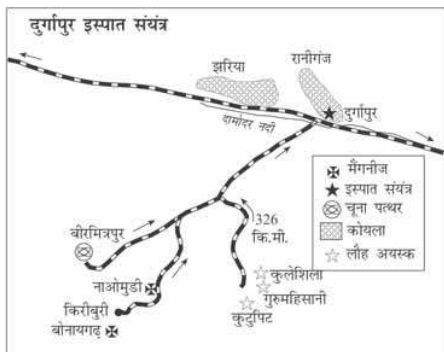 दुर्गापुर इस्पात संयंत्र
रानीगंज
झरिया
दुर्गापुर
दामोदर नदी
मैंगनीज
इस्पात संयंत्र
चूना पत्थर
कोयला
लौह अयस्क
326
कि.मी.
बीरमित्रपुर
नाओमुडी
कुलेशिला
गुरुमहिसानी
कुटुपिट
किरीबुरी
बोनायगढ़